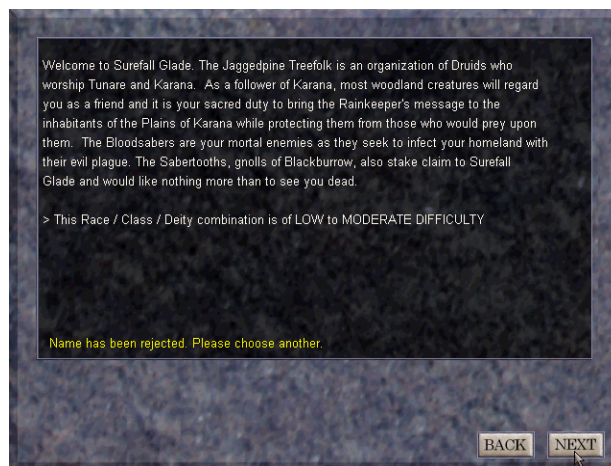 Welcome to Surefall Glade. The Jaggedpine Treefolk is an organization of Druids who
worship Tunare and Karana.  As a follower of Karana, most woodland creatures will regard
you as a friend and it is your sacred duty to bring the Rainkeeper's message to the
inhabitants of the Plains of Karana while protecting them from those who would prey upon
them.  The Bloodsabers are your mortal enemies as they seek to infect your homeland with
their evil plague. The Sabertooths, gnolls of Blackburrow, also stake claim to Surefall
Glade and would like nothing more than to see you dead.
> This Race / Class / Deity combination is of LOW to MODERATE DIFFICULTY
Name has been rejected. Please choose another.
BACK NEXT